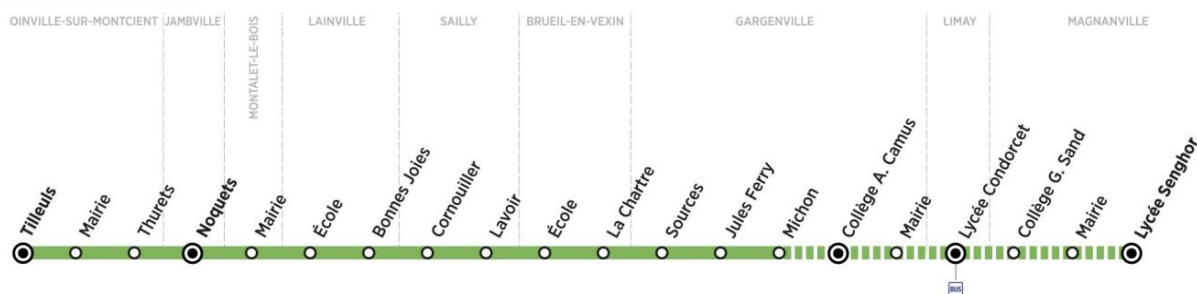 OINVILLE-SUR-MONTCIENT
JAMBVILLE
MONTALET-LE-BOIS
LAINVILLE
SAILLY
BRUEIL-EN-VEXIN
GARGENVILLE
LIMAY
MAGNANVILLE
Tilleuls
Mairie
Thurets
Noquets
Mairie
École
Bonnes Joies
Cornouiller
Lavoir
École
La Chartre
Sources
Jules Ferry
Michon
Collège A. Camus
Mairie
Lycée Condorcet
Collège G. Sand
Mairie
Lycée Senghor
BUS